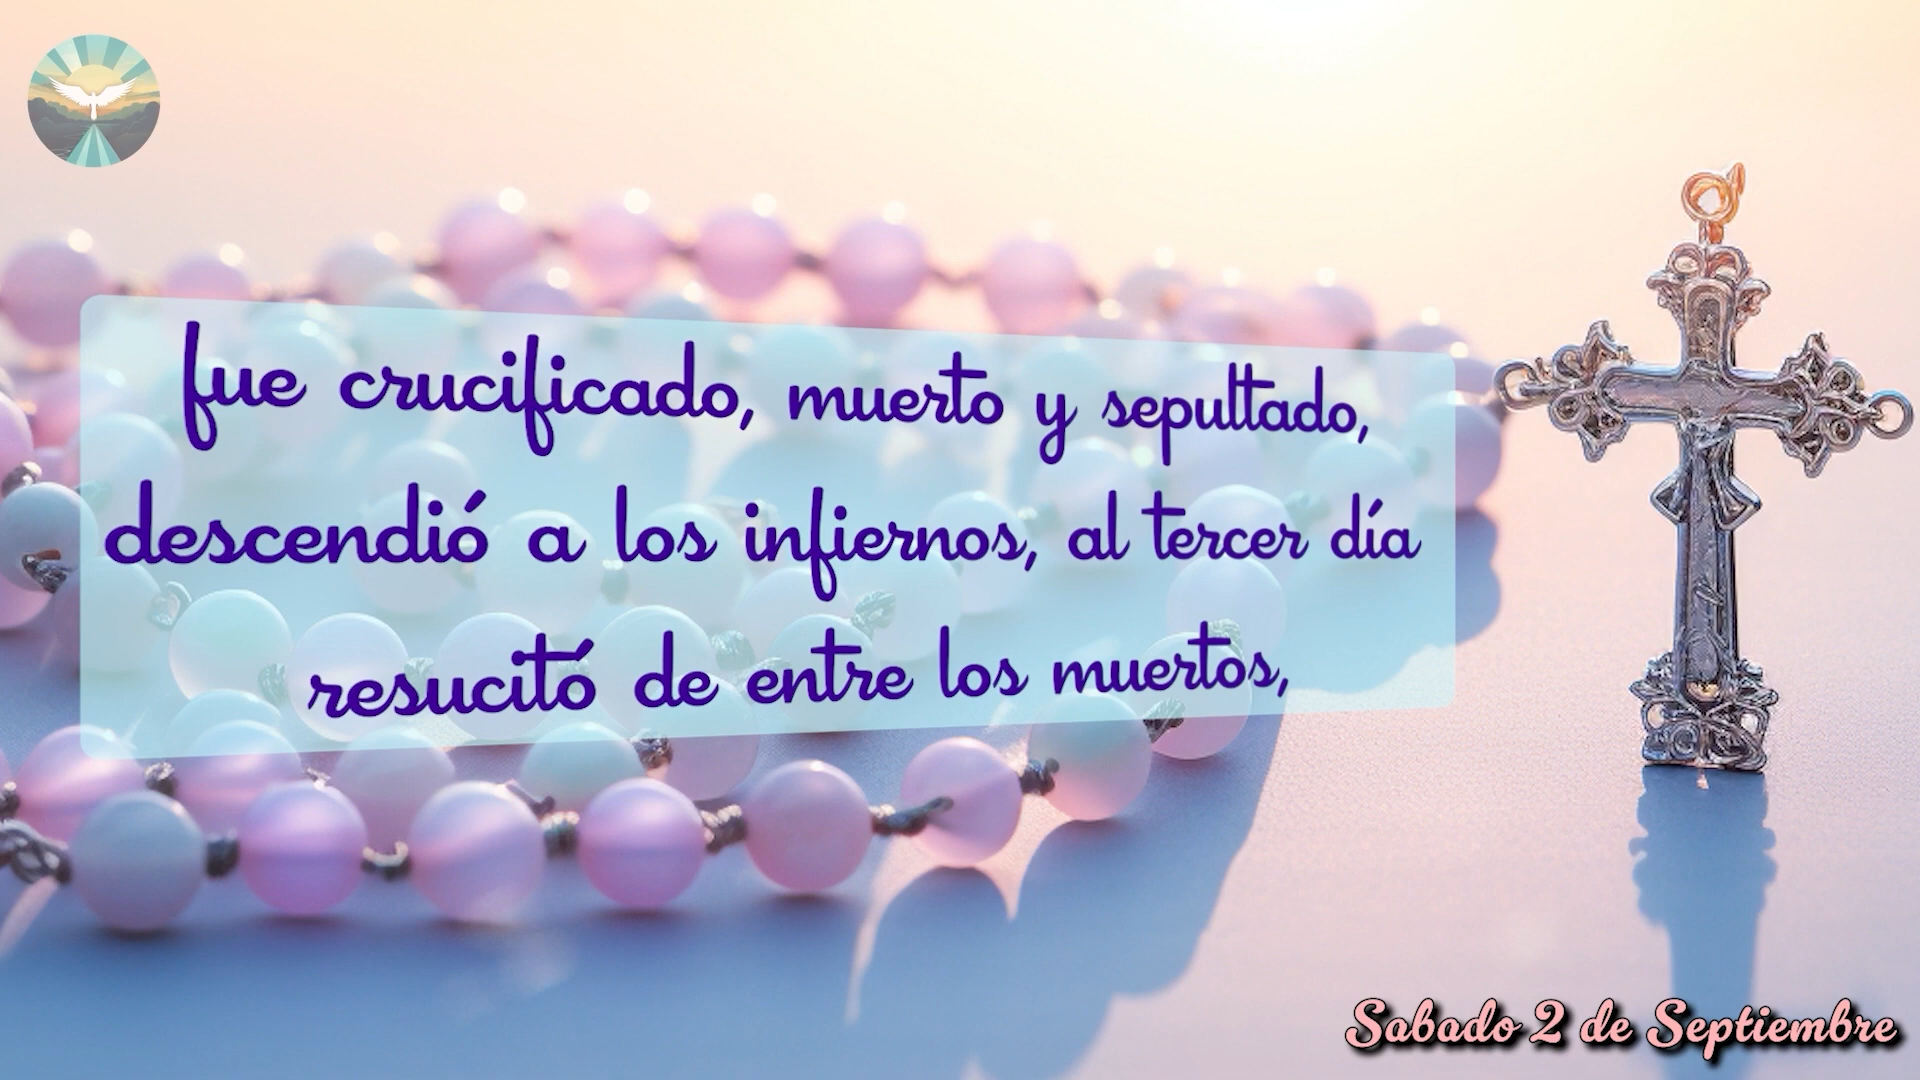 fue crucificado, muerto y sepultado,
descendió a los infiernos, al tercer día
resucitó de entre los muertos,
Sabado 2 de Septiembre